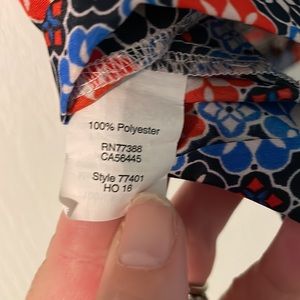 100% Polyester
RN77388
CA56445
Style 77401
HO 16